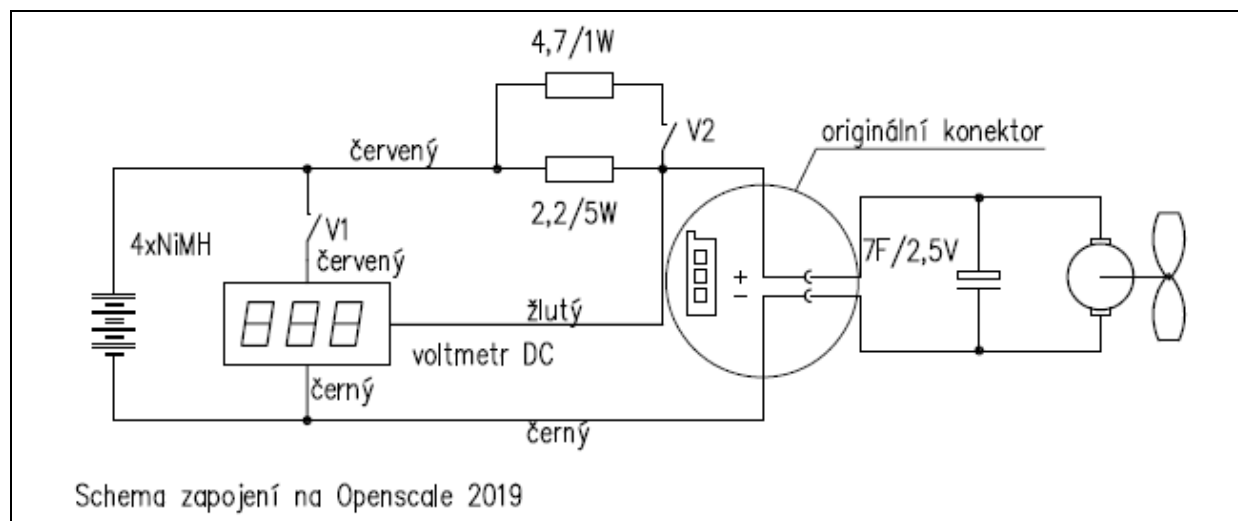 4,7/1W
V2
originální konektor
červený
2,2/5W
V1
4xNiMH
červený
7F/2,5V
+
−
888
žlutý
voltmetr DC
černý
černý
Schema zapojení na Openscale 2019